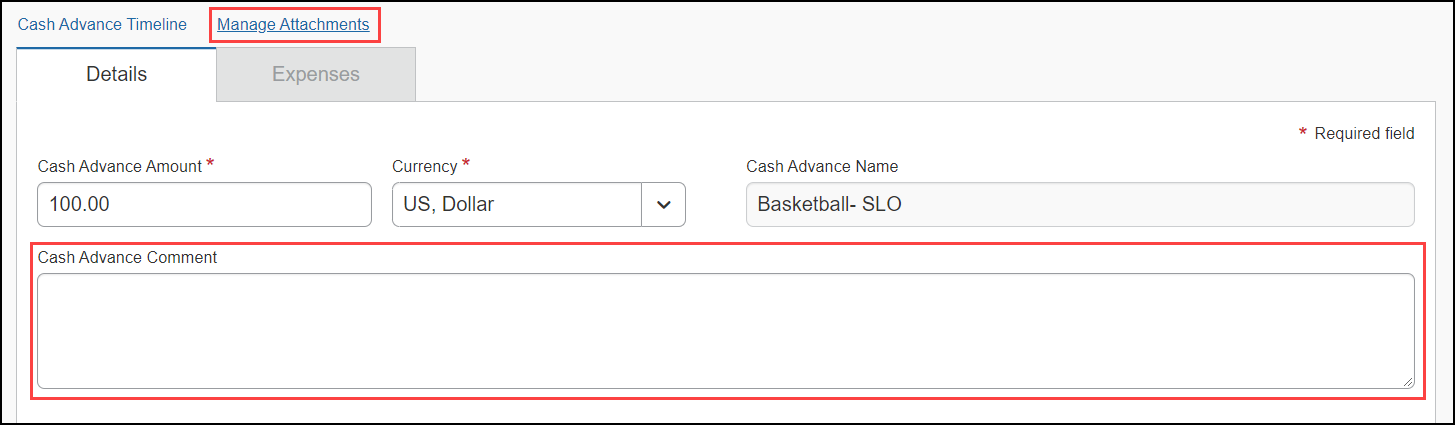 Cash Advance Timeline Manage Attachments
Details Expenses
* Required field
Cash Advance Amount * Currency * Cash Advance Name
100.00 US, Dollar Basketball- SLO
Cash Advance Comment